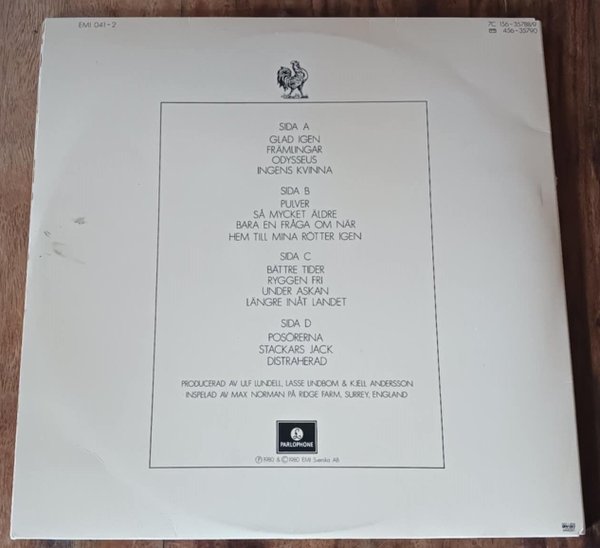 EMI 041-2
7C 156-35788/9
456-35790
SIDA A
GLAD IGEN
FRÄMLINGAR
ODYSSEUS
INGENS KVINNA
SIDA B
PULVER
SÅ MYCKET ÄLDRE
BARA EN FRÅGA OM NÄR
HEM TILL MINA RÖTTER IGEN
SIDA C
BÄTTRE TIDER
RYGGEN FRI
UNDER ASKAN
LÄNGRE INÅT LANDET
SIDA D
POSÖRERNA
STACKARS JACK
DISTRAHERAD
PRODUCERAD AV ULF LUNDELL, LASSE LINDBOM & KJELL ANDERSSON
INSPELAD AV MAX NORMAN PÅ RIDGE FARM, SURREY, ENGLAND
PARLOPHONE
Ⓟ1980 & ©1980 EMI Svenska AB